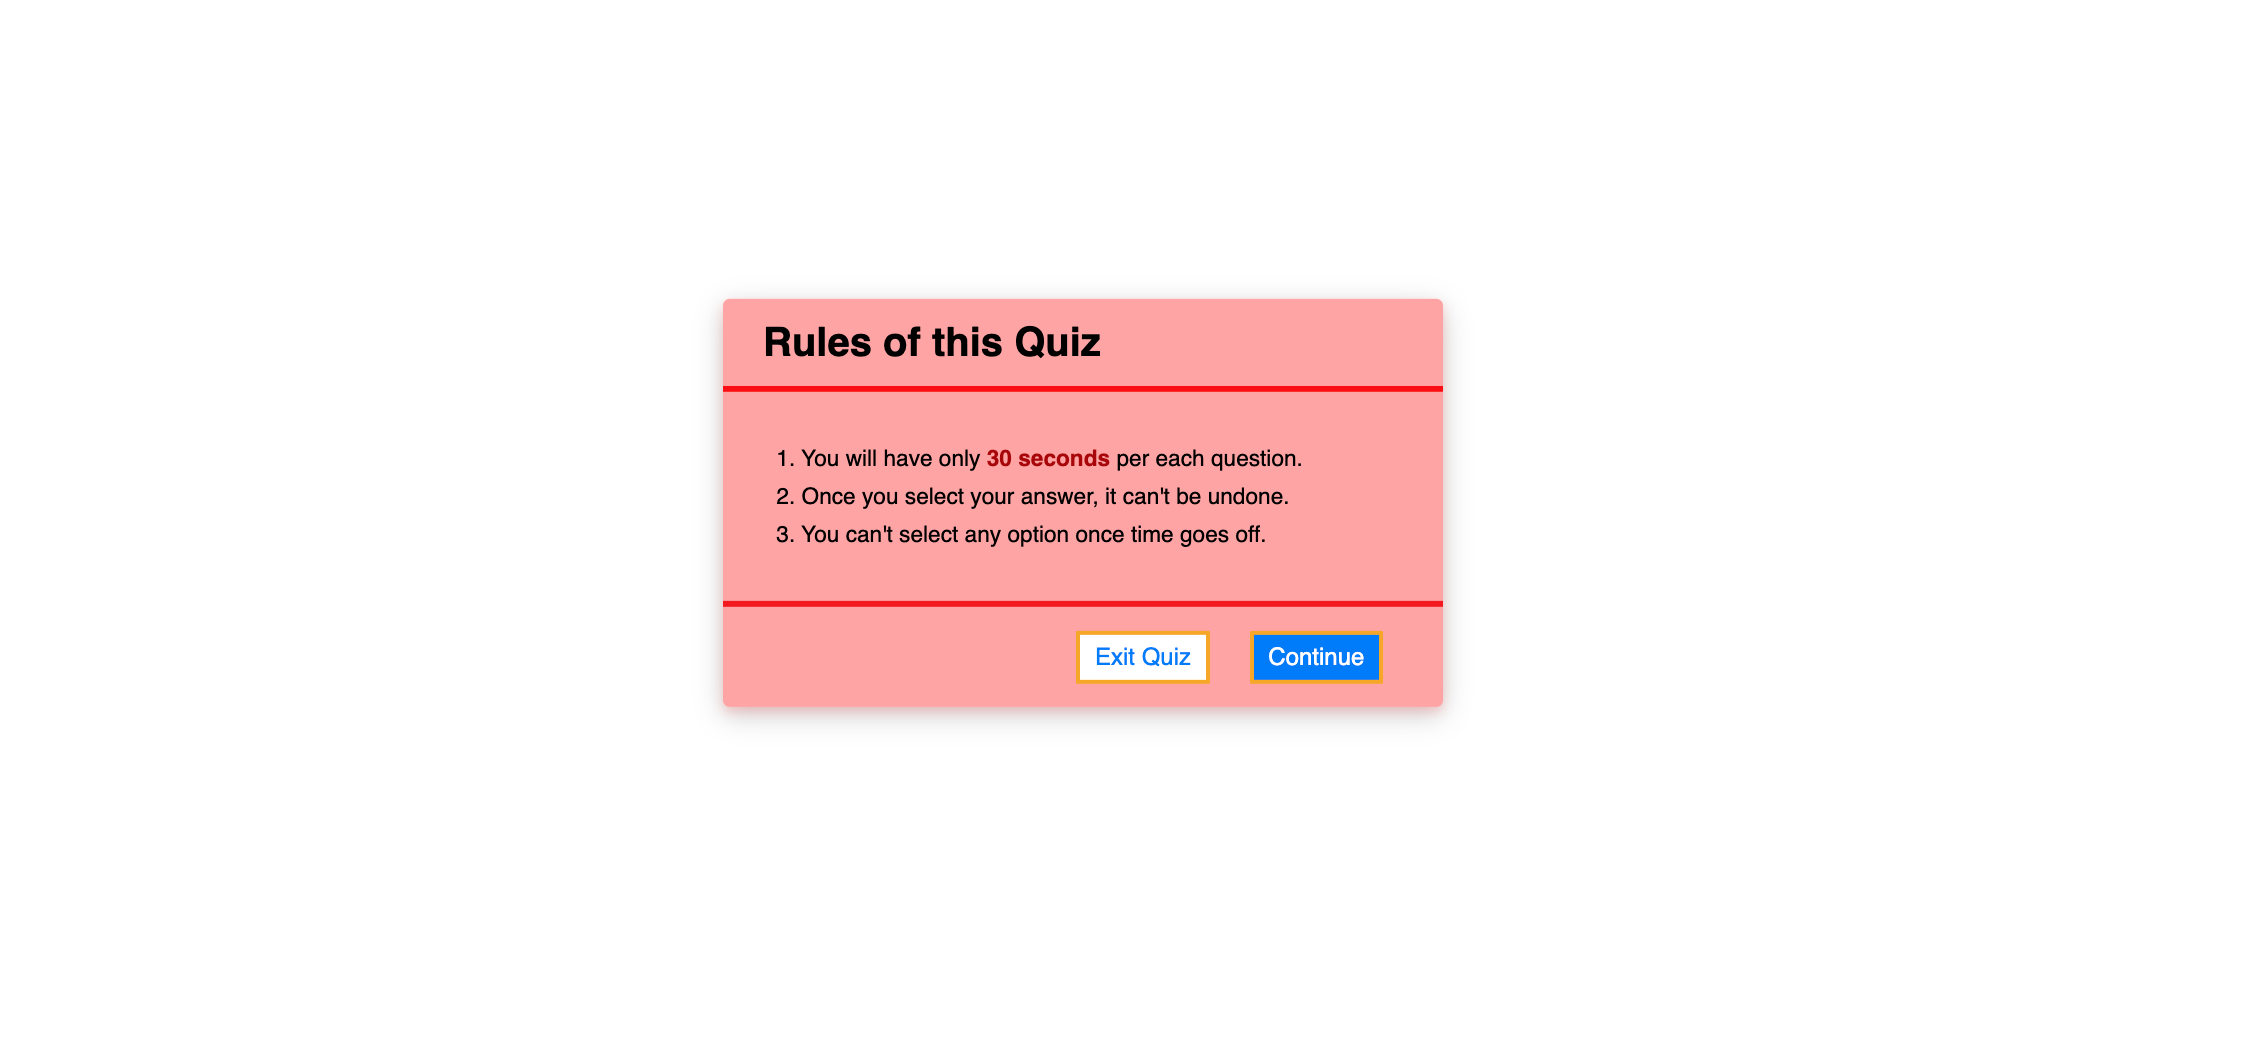 Rules of this Quiz
1. You will have only 30 seconds per each question.
2. Once you select your answer, it can't be undone.
3. You can't select any option once time goes off.
Exit Quiz Continue